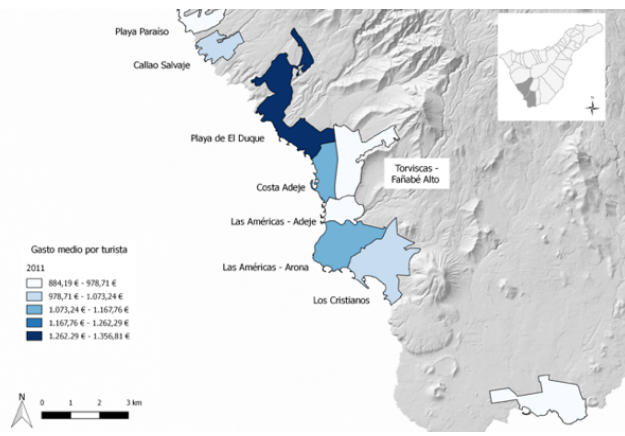 Playa Paraíso
Callao Salvaje
Playa de El Duque
Torviscas -
Fañabé Alto
Costa Adeje
Las Américas - Adeje
Las Américas - Arona
Los Cristianos
Gasto medio por turista
2011
884,19 € - 978,71 €
978,71 € - 1.073,24 €
1.073,24 € - 1.167,76 €
1.167,76 € - 1.262,29 €
1.262.29 € - 1.356,81 €
N
0 1 2 3 km